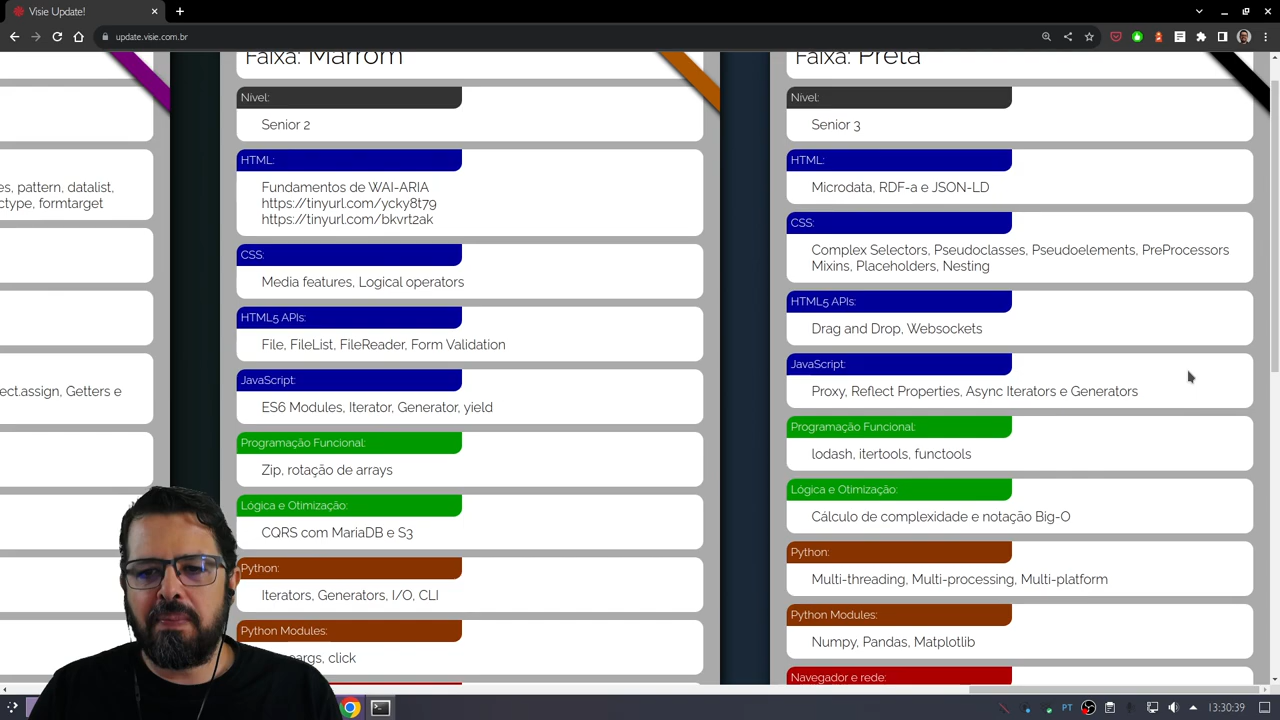 Visie Update!
update.visie.com.br
es, pattern, datalist,
ctype, formtarget
ect.assign, Getters e
Faixa: Marrom
Nível:
Senior 2
HTML:
Fundamentos de WAI-ARIA
https://tinyurl.com/ycky8t79
https://tinyurl.com/bkvrt2ak
CSS:
Media features, Logical operators
HTML5 APIs:
File, FileList, FileReader, Form Validation
JavaScript:
ES6 Modules, Iterator, Generator, yield
Programação Funcional:
Zip, rotação de arrays
Lógica e Otimização:
CQRS com MariaDB e S3
Python:
Iterators, Generators, I/O, CLI
Python Modules:
click
Faixa: Preta
Nível:
Senior 3
HTML:
Microdata, RDF-a e JSON-LD
CSS:
Complex Selectors, Pseudoclasses, Pseudoelements, PreProcessors
Mixins, Placeholders, Nesting
HTML5 APIs:
Drag and Drop, Websockets
JavaScript:
Proxy, Reflect Properties, Async Iterators e Generators
Programação Funcional:
lodash, itertools, functools
Lógica e Otimização:
Cálculo de complexidade e notação Big-O
Python:
Multi-threading, Multi-processing, Multi-platform
Python Modules:
Numpy, Pandas, Matplotlib
Navegador e rede:
PT
13:30:39